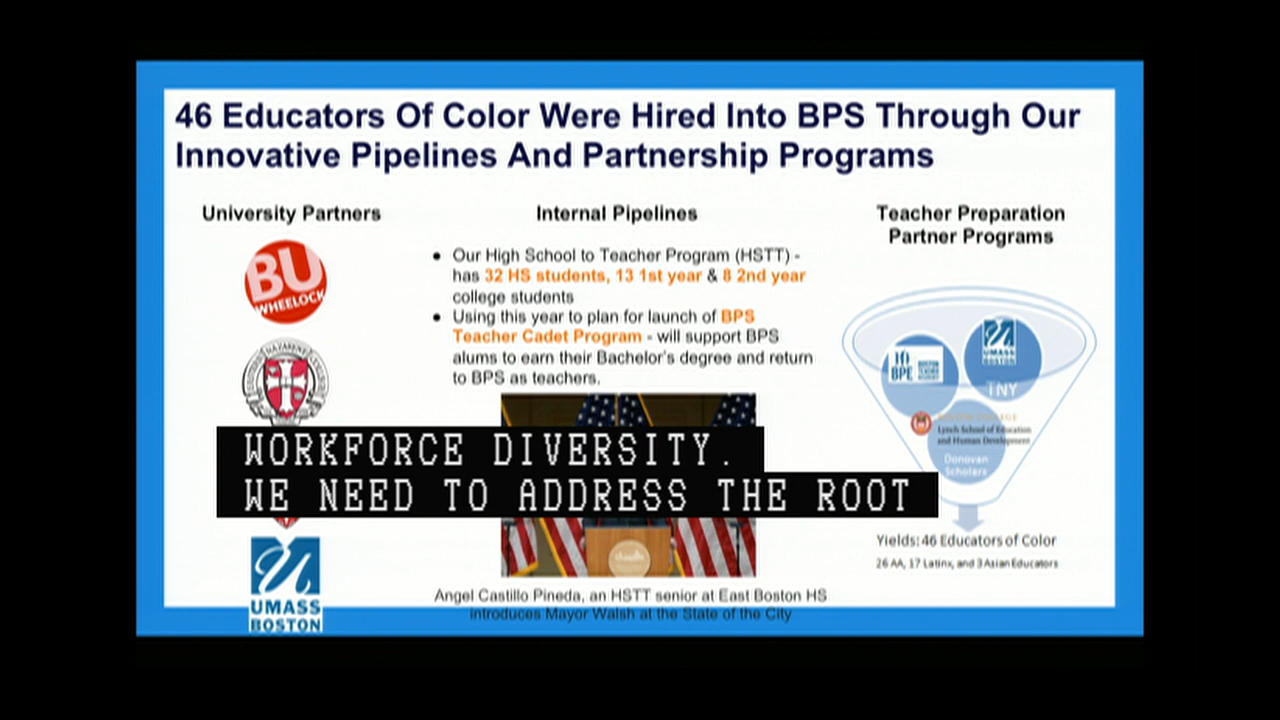 46 Educators Of Color Were Hired Into BPS Through Our
Innovative Pipelines And Partnership Programs
University Partners
BU
WHEELOCK
UMASS
BOSTON
Internal Pipelines
● Our High School to Teacher Program (HSTT) -
has 32 HS students, 13 1st year & 8 2nd year
college students
● Using this year to plan for launch of BPS
Teacher Cadet Program - will support BPS
alums to earn their Bachelor's degree and return
to BPS as teachers.
WORKFORCE DIVERSITY.
WE NEED TO ADDRESS THE ROOT
Angel Castillo Pineda, an HSTT senior at East Boston HS
introduces Mayor Walsh at the State of the City
Teacher Preparation
Partner Programs
BPE
UMASS
BOSTON
TNY
Lynch School of Education
and Human Development
Donovan
Scholars
Yields: 46 Educators of Color
26 AA, 17 Latinx, and 3 Asian Educators